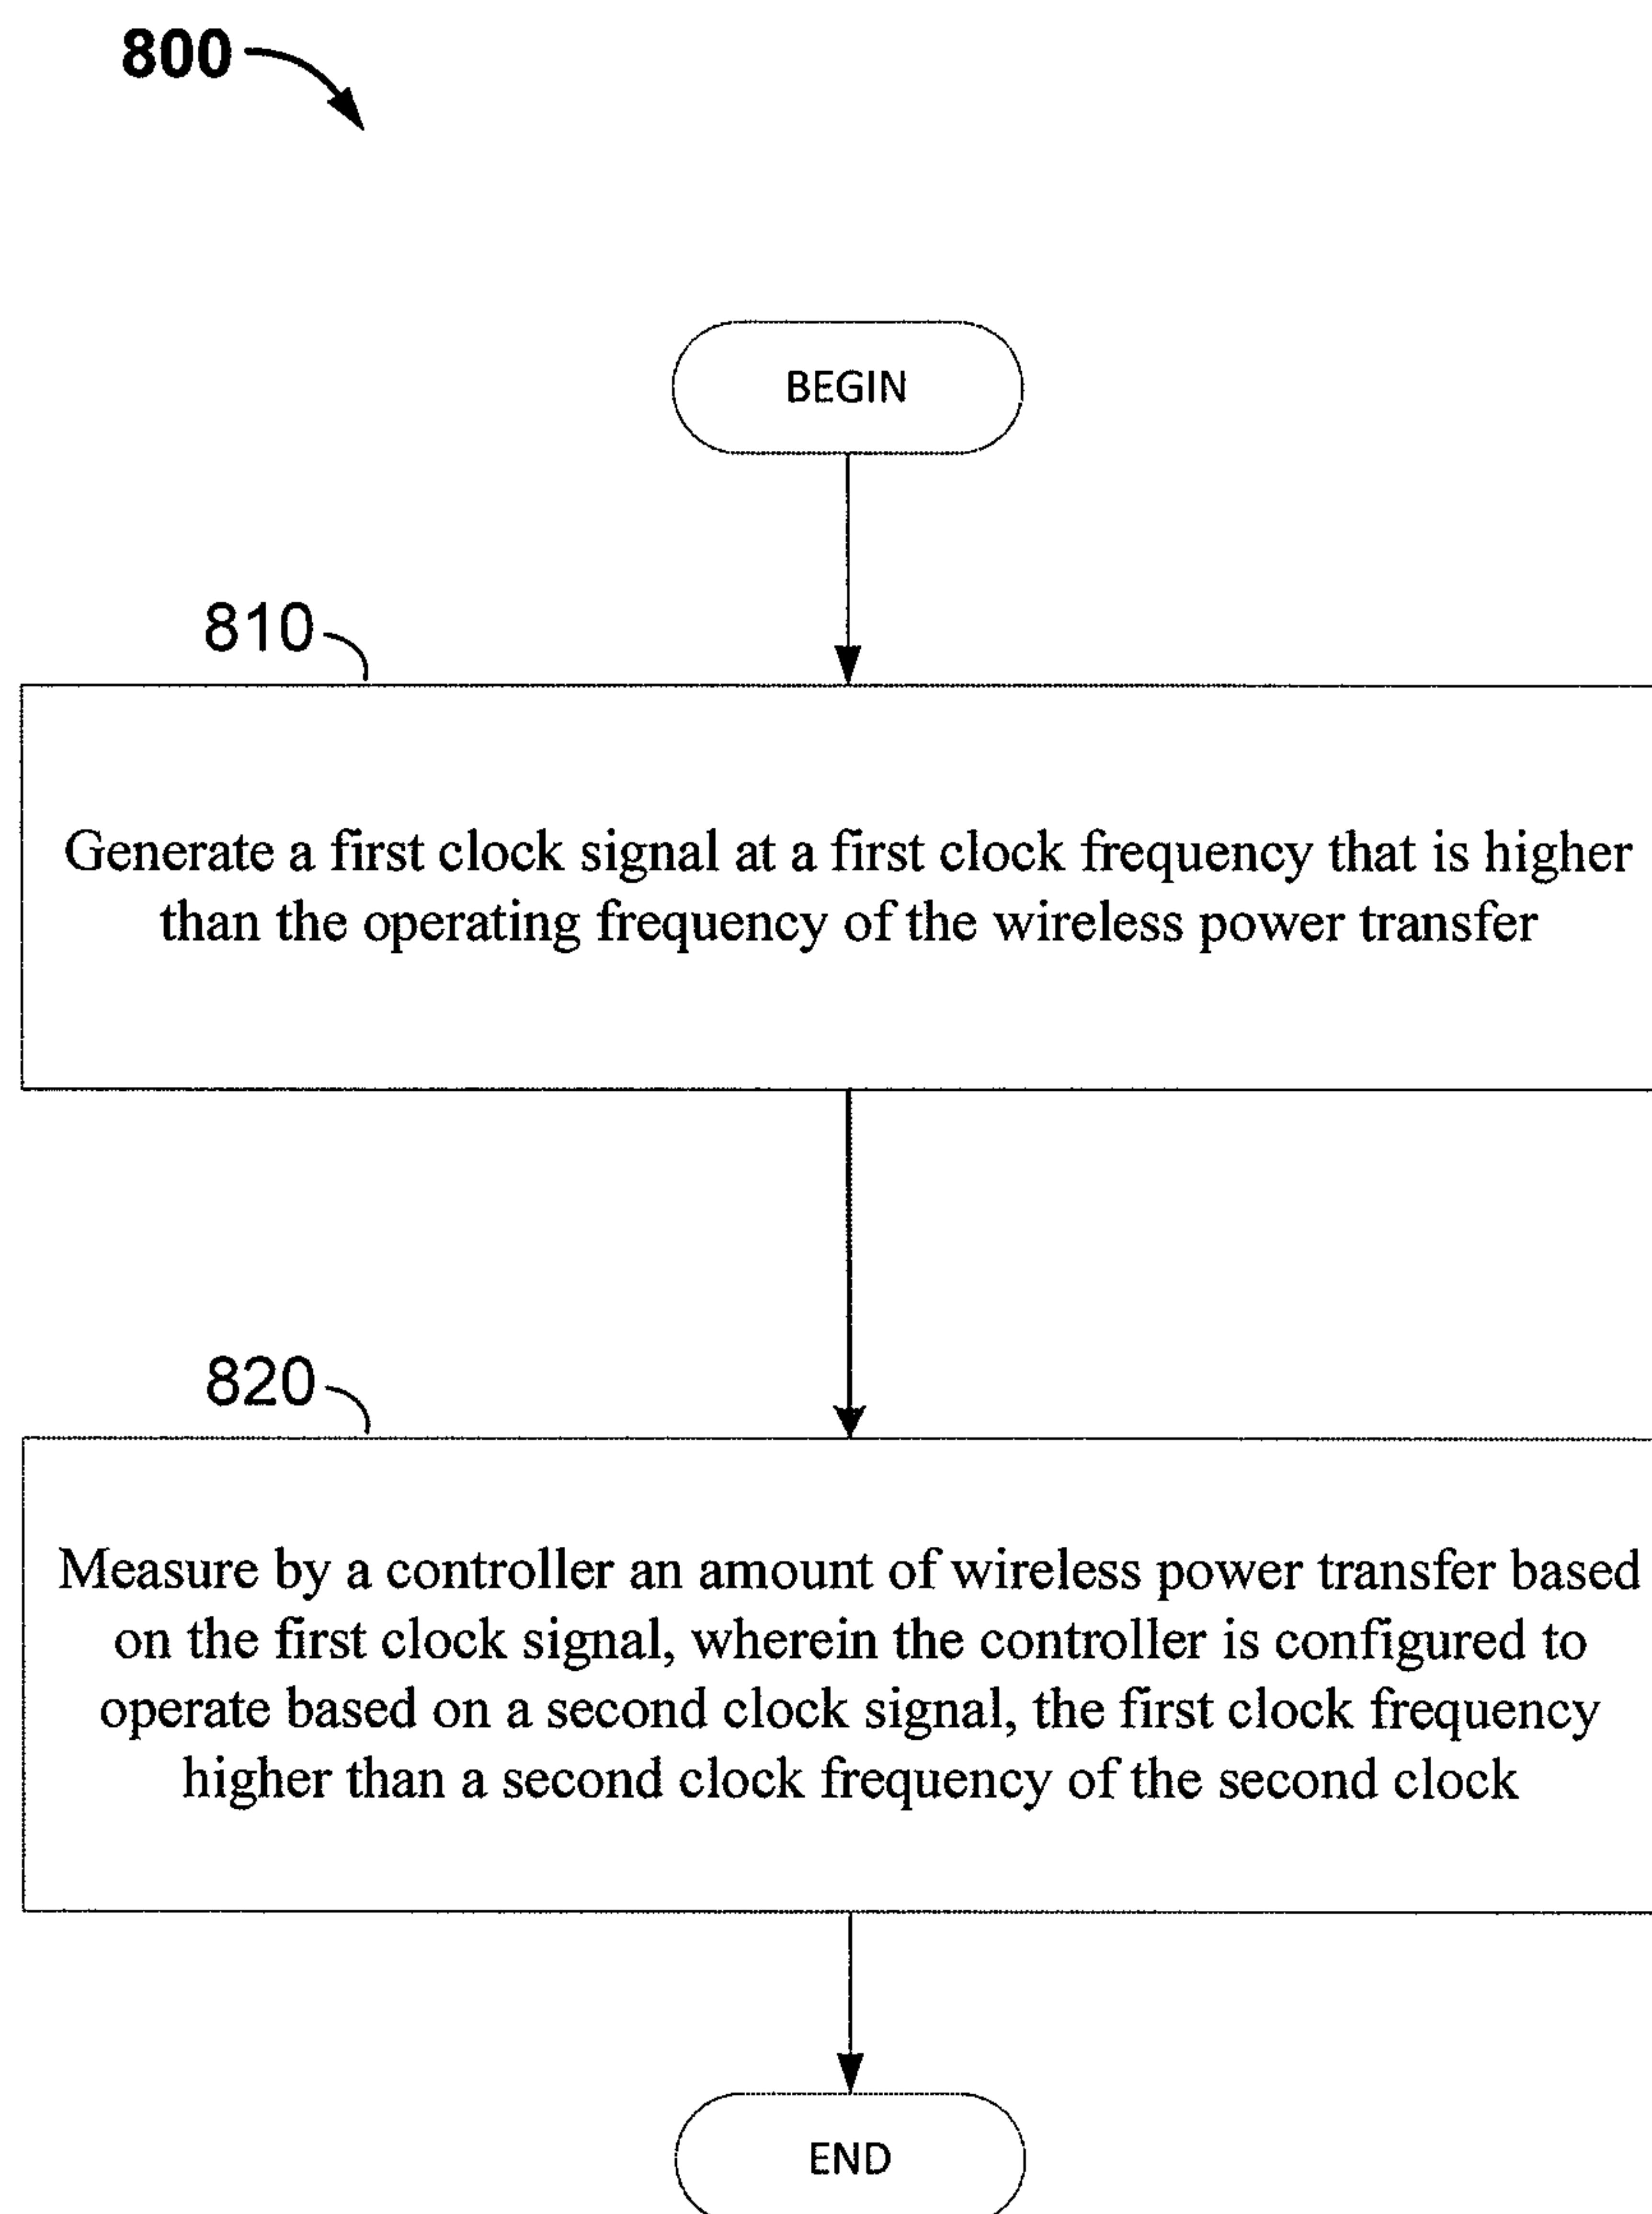 800
BEGIN
810
Generate a first clock signal at a first clock frequency that is higher
than the operating frequency of the wireless power transfer
820
Measure by a controller an amount of wireless power transfer based
on the first clock signal, wherein the controller is configured to
operate based on a second clock signal, the first clock frequency
higher than a second clock frequency of the second clock
END